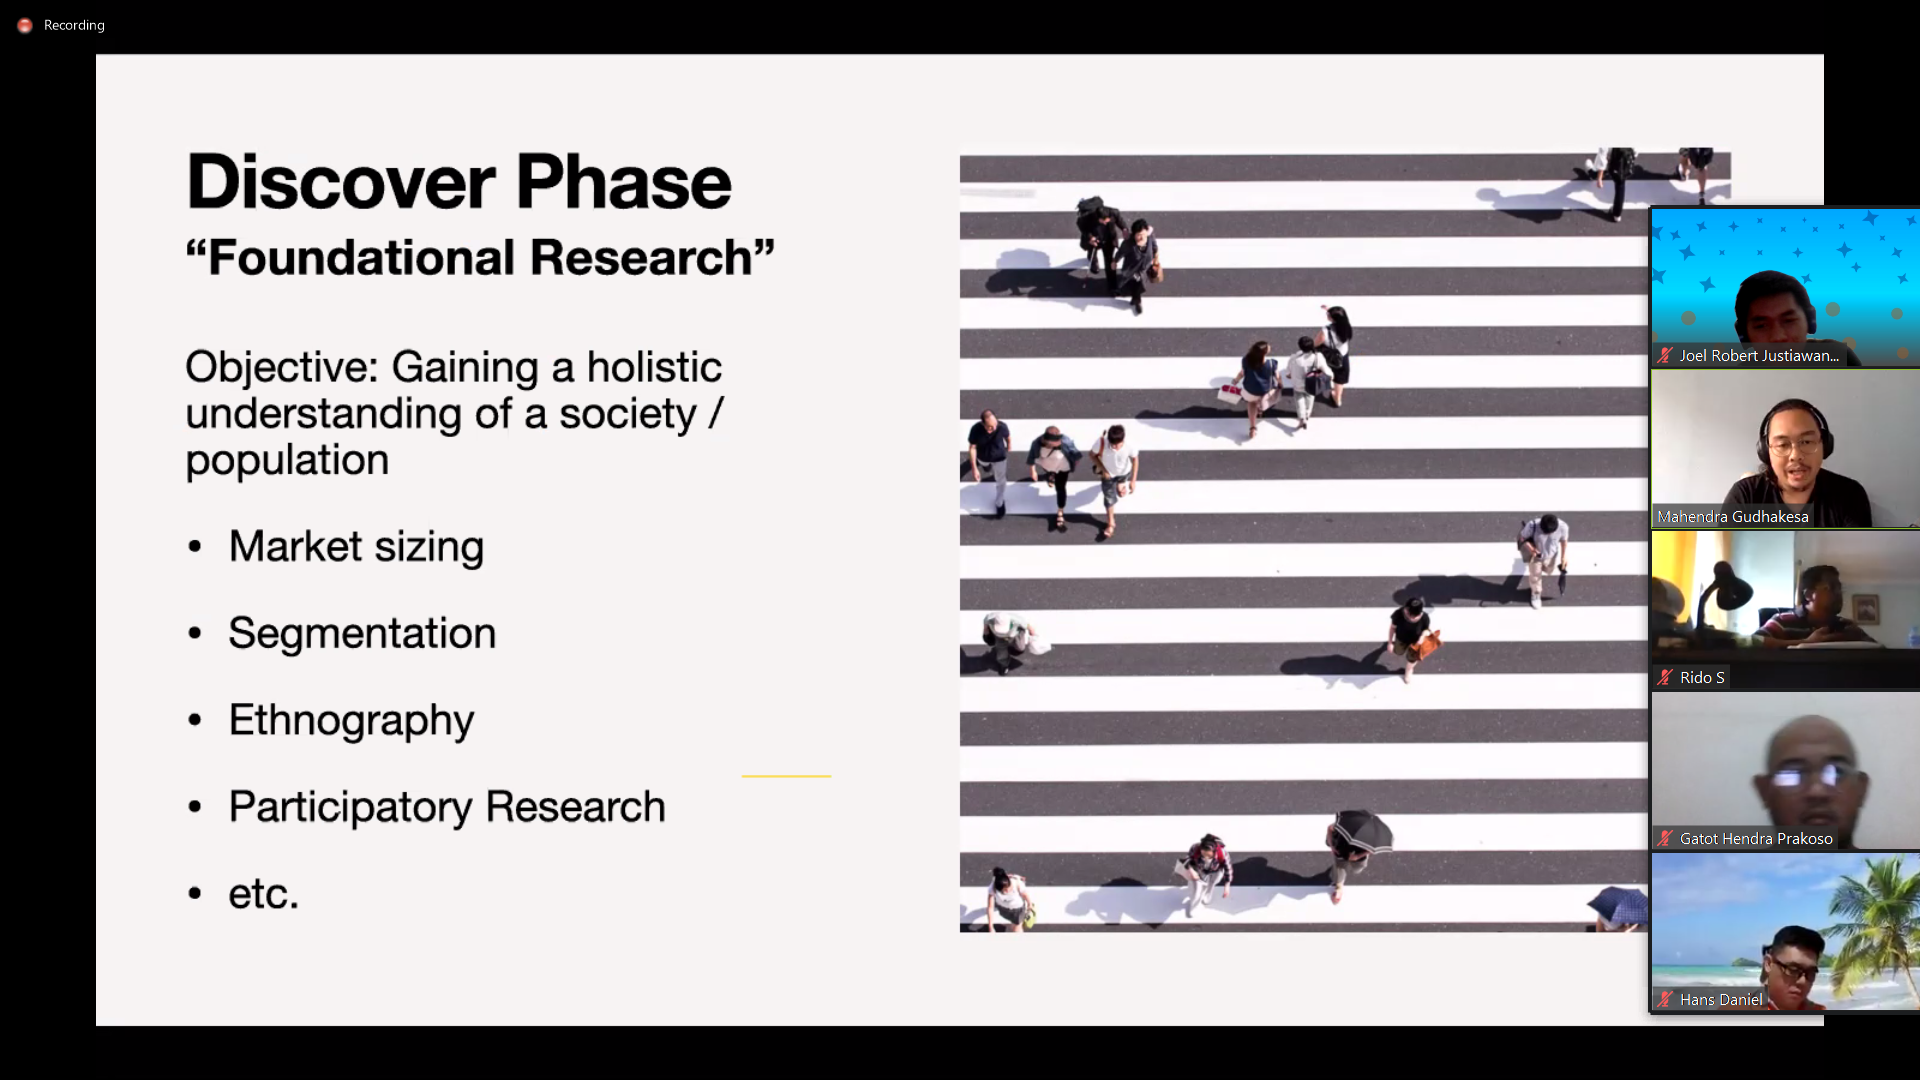 Recording
Discover Phase
“Foundational Research”
Objective: Gaining a holistic
understanding of a society /
population
• Market sizing
• Segmentation
• Ethnography
• Participatory Research
• etc.
Joel Robert Justiawan...
Mahendra Gudhakesa
Rido S
Gatot Hendra Prakoso
Hans Daniel